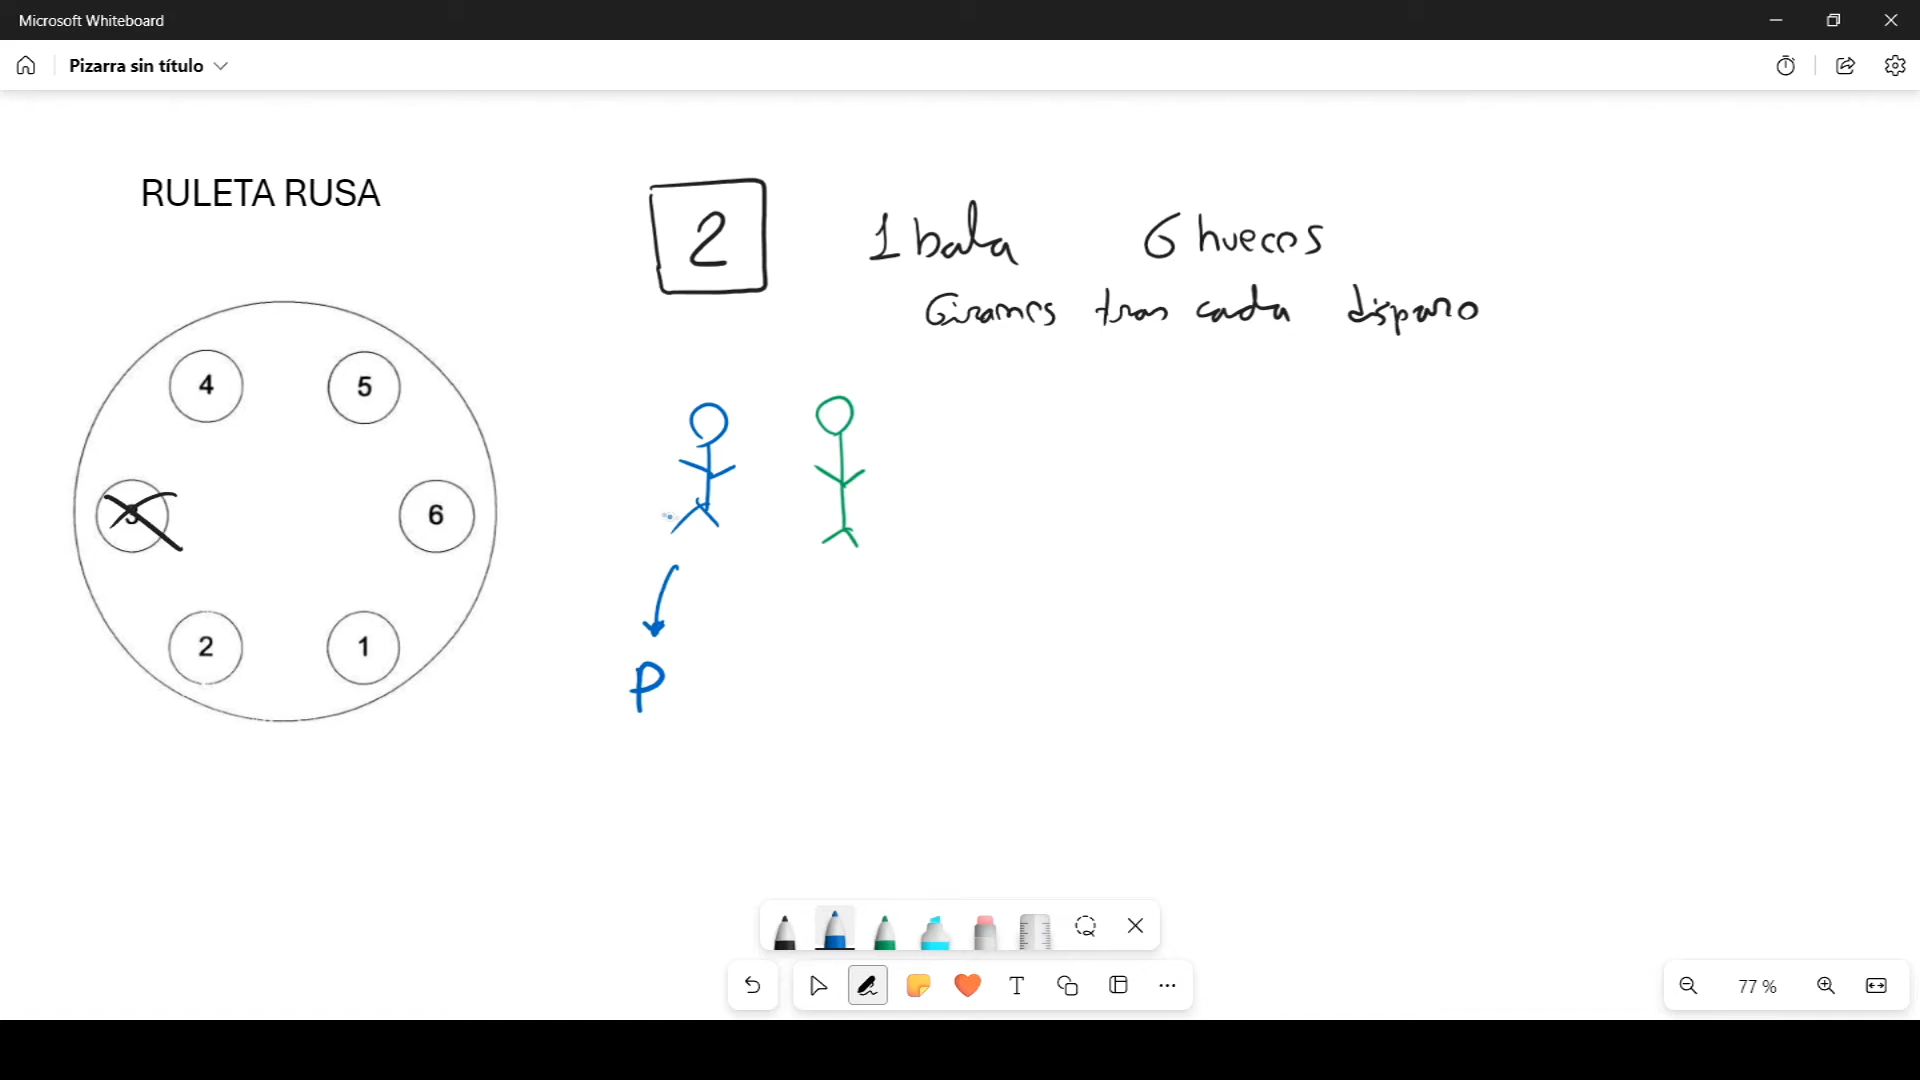 Microsoft Whiteboard
Pizarra sin título
RULETA RUSA
2 1 bala 6 huecos
Giramos tras cada disparo
4 5
3 6
2 1
P
77 %